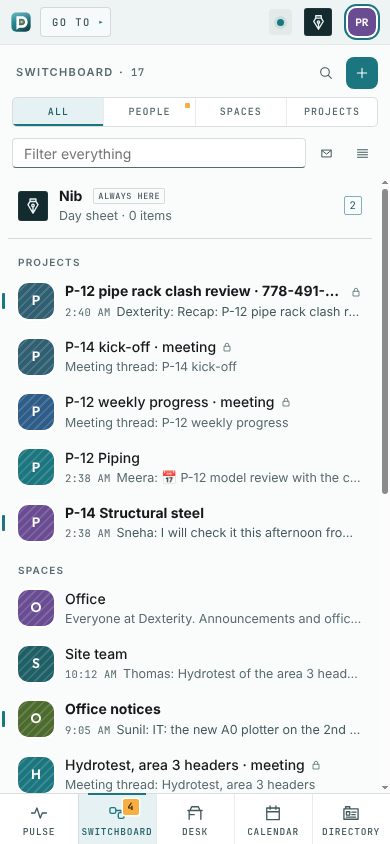 D GO TO ▸ PR
SWITCHBOARD · 17
ALL PEOPLE SPACES PROJECTS
Filter everything
Nib ALWAYS HERE
Day sheet · 0 items
2
PROJECTS
P P-12 pipe rack clash review · 778-491-...
2:40 AM Dexterity: Recap: P-12 pipe rack clash r...
P P-14 kick-off · meeting
Meeting thread: P-14 kick-off
P P-12 weekly progress · meeting
Meeting thread: P-12 weekly progress
P P-12 Piping
2:38 AM Meera: 📅 P-12 model review with the c...
P P-14 Structural steel
2:38 AM Sneha: I will check it this afternoon fro...
SPACES
O Office
Everyone at Dexterity. Announcements and offic...
S Site team
10:12 AM Thomas: Hydrotest of the area 3 head...
O Office notices
9:05 AM Sunil: IT: the new A0 plotter on the 2nd ...
H Hydrotest, area 3 headers · meeting
Meeting thread: Hydrotest, area 3 headers
4
PULSE SWITCHBOARD DESK CALENDAR DIRECTORY